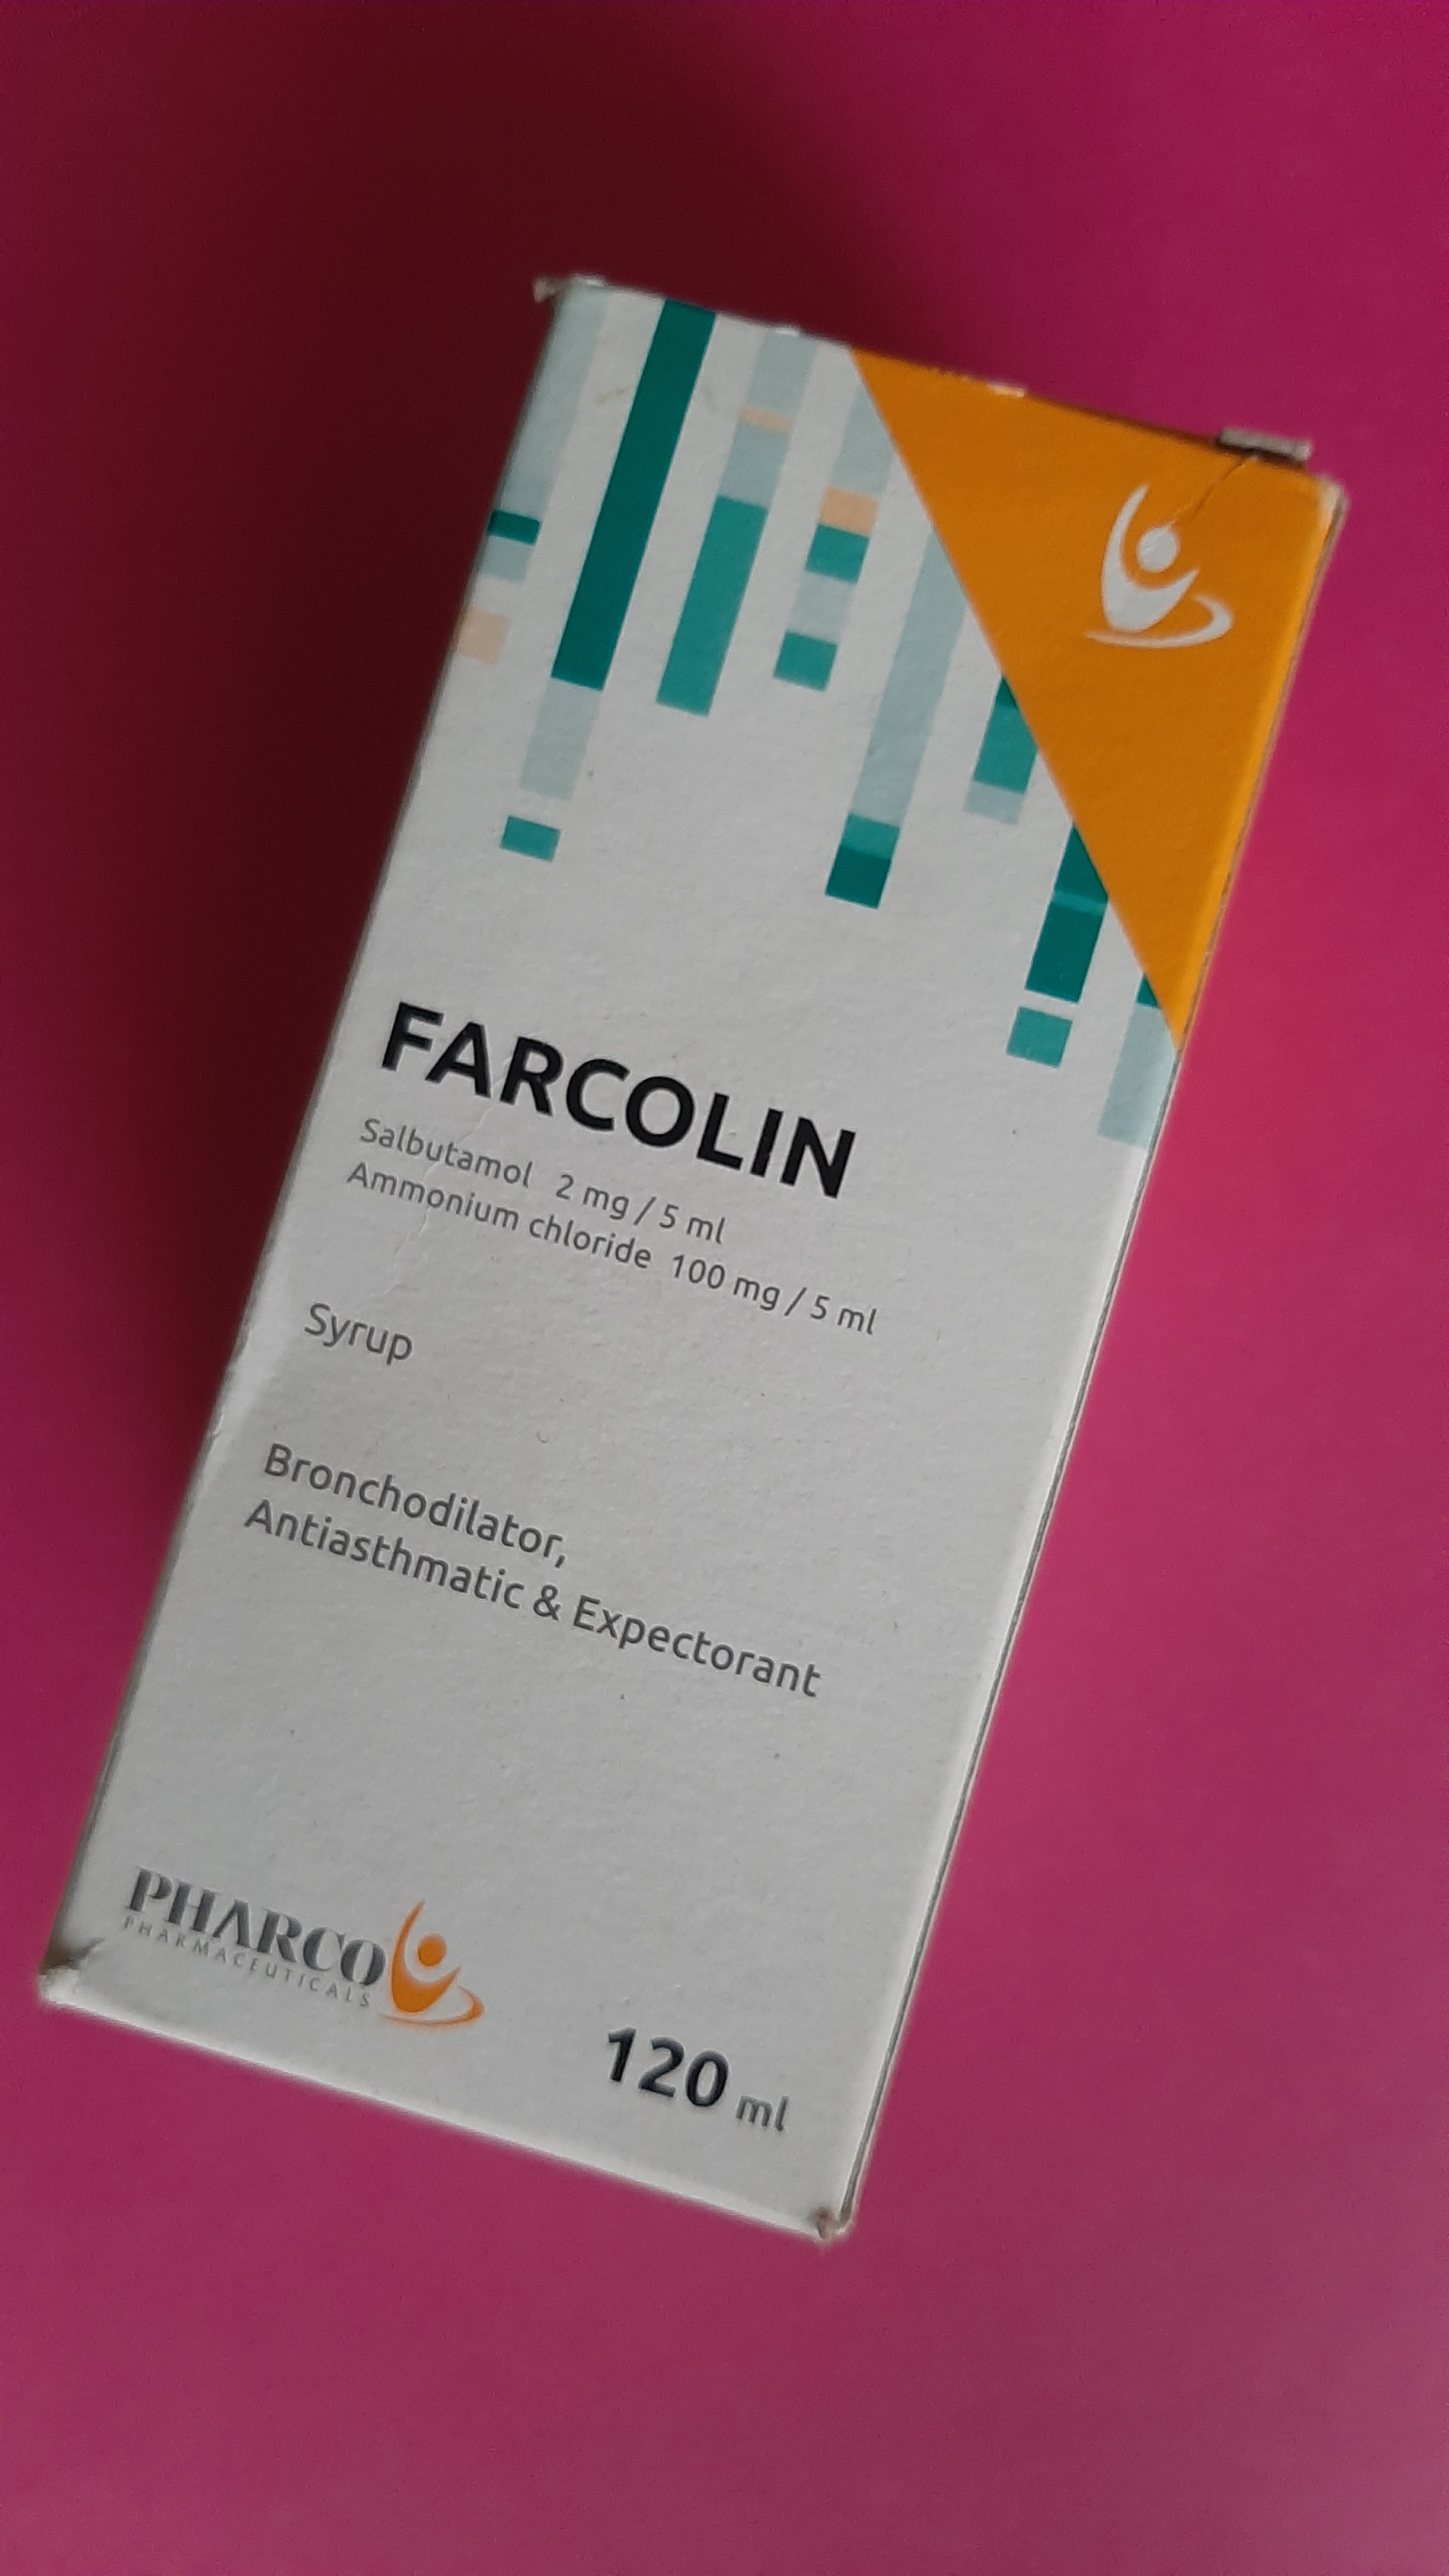 FARCOLIN
Salbutamol 2 mg / 5 ml
Ammonium chloride 100 mg / 5 ml
Syrup
Bronchodilator,
Antiasthmatic & Expectorant
PHARCO
PHARMACEUTICALS
120 ml